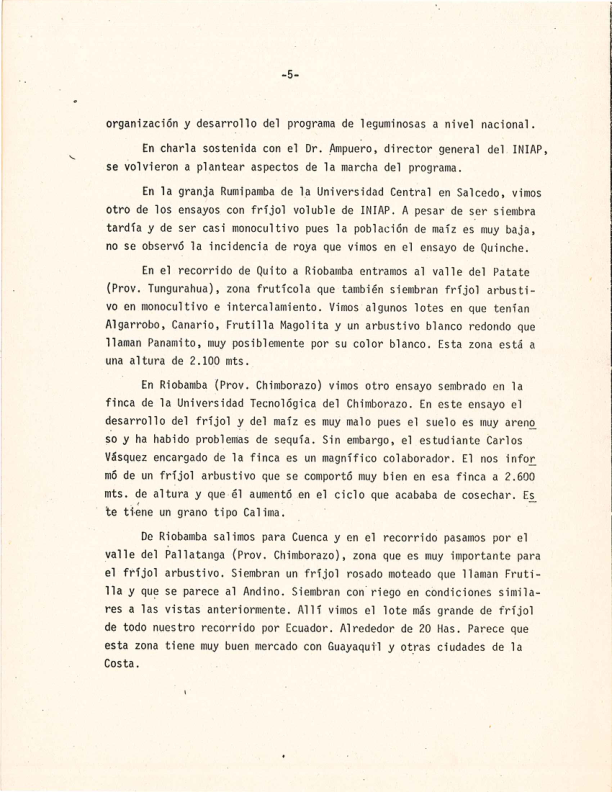 -5-
organización y desarrollo del programa de leguminosas a nivel nacional.
En charla sostenida con el Dr. Ampuero, director general del INIAP,
se volvieron a plantear aspectos de la marcha del programa.
En la granja Rumipamba de la Universidad Central en Salcedo, vimos
otro de los ensayos con fríjol voluble de INIAP. A pesar de ser siembra
tardía y de ser casi monocultivo pues la población de maíz es muy baja,
no se observó la incidencia de roya que vimos en el ensayo de Quinche.
En el recorrido de Quito a Riobamba entramos al valle del Patate
(Prov. Tungurahua), zona frutícola que también siembran fríjol arbusti-
vo en monocultivo e intercalamiento. Vimos algunos lotes en que tenían
Algarrobo, Canario, Frutilla Magolita y un arbustivo blanco redondo que
llaman Panamito, muy posiblemente por su color blanco. Esta zona está a
una altura de 2.100 mts.
En Riobamba (Prov. Chimborazo) vimos otro ensayo sembrado en la
finca de la Universidad Tecnológica del Chimborazo. En este ensayo el
desarrollo del fríjol y del maíz es muy malo pues el suelo es muy areno
so y ha habido problemas de sequía. Sin embargo, el estudiante Carlos
Vásquez encargado de la finca es un magnífico colaborador. El nos infor
mó de un fríjol arbustivo que se comportó muy bien en esa finca a 2.600
mts. de altura y que él aumentó en el ciclo que acababa de cosechar. Es
te tiene un grano tipo Calima.
De Riobamba salimos para Cuenca y en el recorrido pasamos por el
valle del Pallatanga (Prov. Chimborazo), zona que es muy importante para
el fríjol arbustivo. Siembran un fríjol rosado moteado que llaman Fruti-
lla y que se parece al Andino. Siembran con riego en condiciones simila-
res a las vistas anteriormente. Allí vimos el lote más grande de fríjol
de todo nuestro recorrido por Ecuador. Alrededor de 20 Has. Parece que
esta zona tiene muy buen mercado con Guayaquil y otras ciudades de la
Costa.